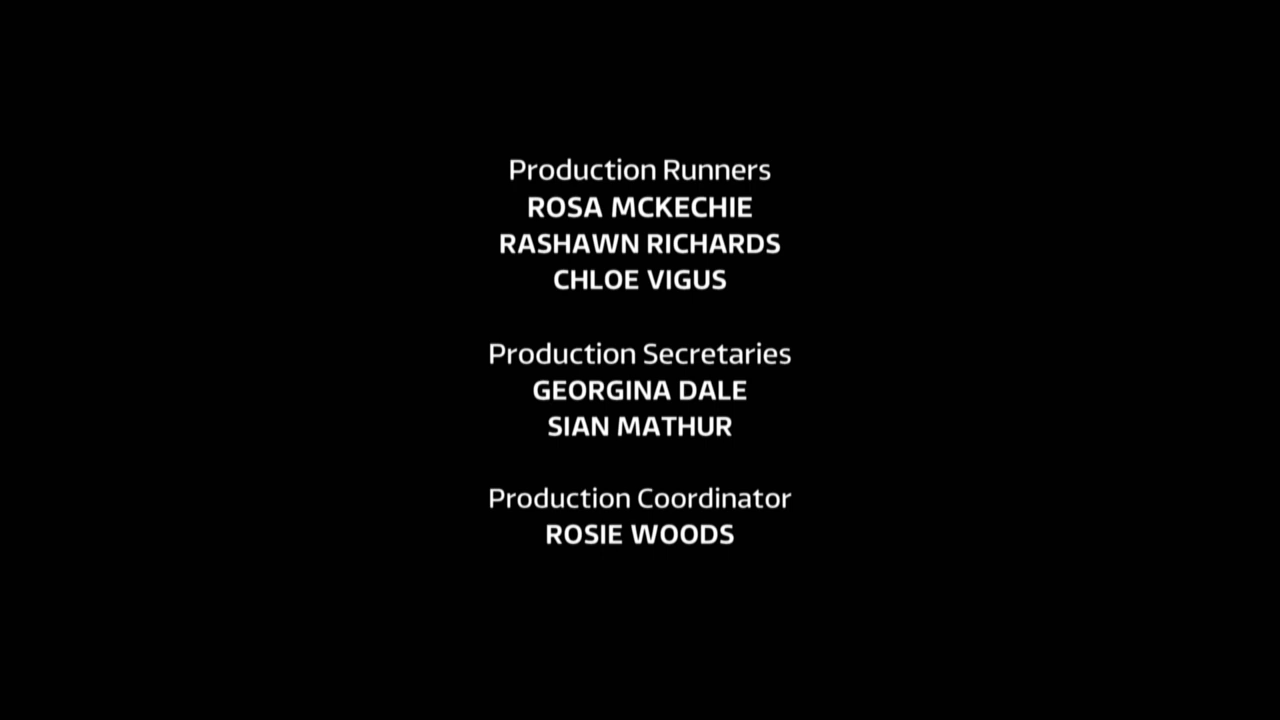 Production Runners
ROSA MCKECHIE
RASHAWN RICHARDS
CHLOE VIGUS
Production Secretaries
GEORGINA DALE
SIAN MATHUR
Production Coordinator
ROSIE WOODS